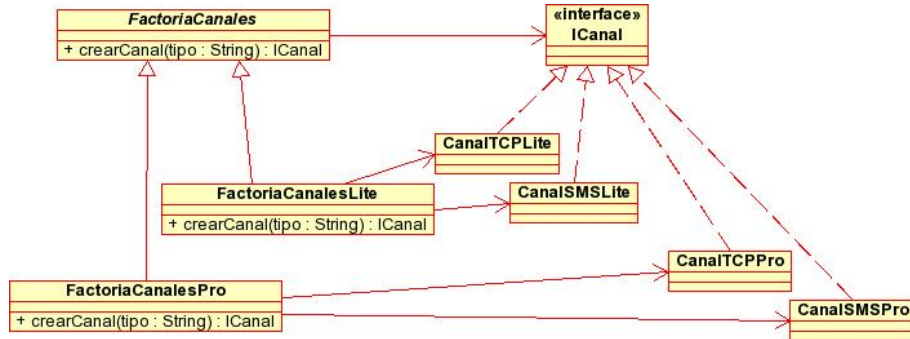 FactoriaCanales
+ crearCanal(tipo : String) : ICanal
«interface»
ICanal
CanalTCPLite
FactoriaCanalesLite
+ crearCanal(tipo : String) : ICanal
CanalSMSLite
CanalTCPPro
FactoriaCanalesPro
+ crearCanal(tipo : String) : ICanal
CanalSMSPro